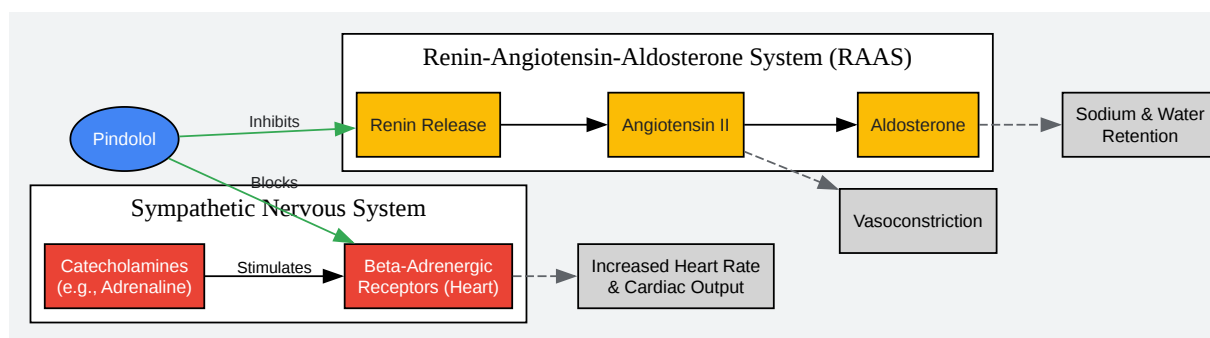 Renin-Angiotensin-Aldosterone System (RAAS)
Pindolol
Inhibits
Renin Release
Angiotensin II
Aldosterone
Sodium & Water
Retention
Blocks
Sympathetic Nervous System
Vasoconstriction
Catecholamines
(e.g., Adrenaline)
Stimulates
Beta-Adrenergic
Receptors (Heart)
Increased Heart Rate
& Cardiac Output